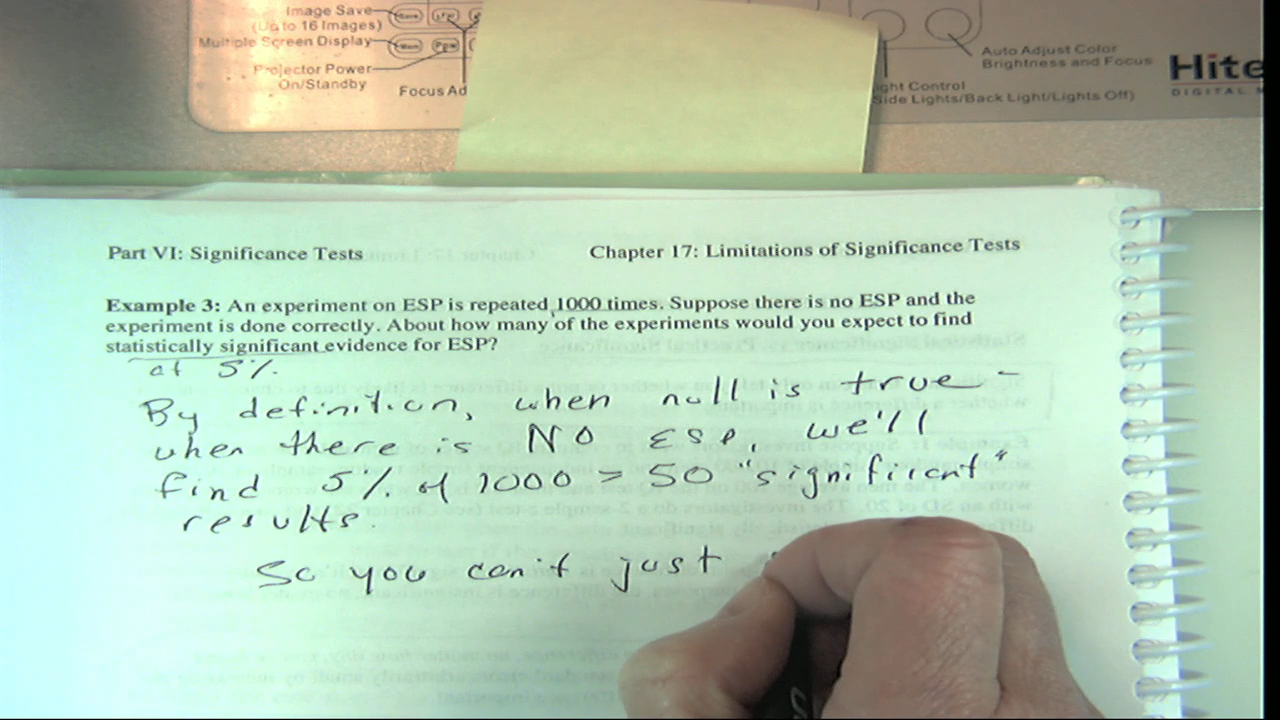 Image Save
(Up to 16 Images)
Multiple Screen Display
Projector Power
On/Standby
Focus Ad
Auto Adjust Color
Brightness and Focus
ght Control
Side Lights/Back Light/Lights Off)
Hite
DIGITAL
Part VI: Significance Tests
Chapter 17: Limitations of Significance Tests
Example 3: An experiment on ESP is repeated 1000 times. Suppose there is no ESP and the
experiment is done correctly. About how many of the experiments would you expect to find
statistically significant evidence for ESP?
at 5%
By definition, when null is true -
when there is NO ESP, we'll
find 5% of 1000 = 50 "significant"
results.
So you can't just